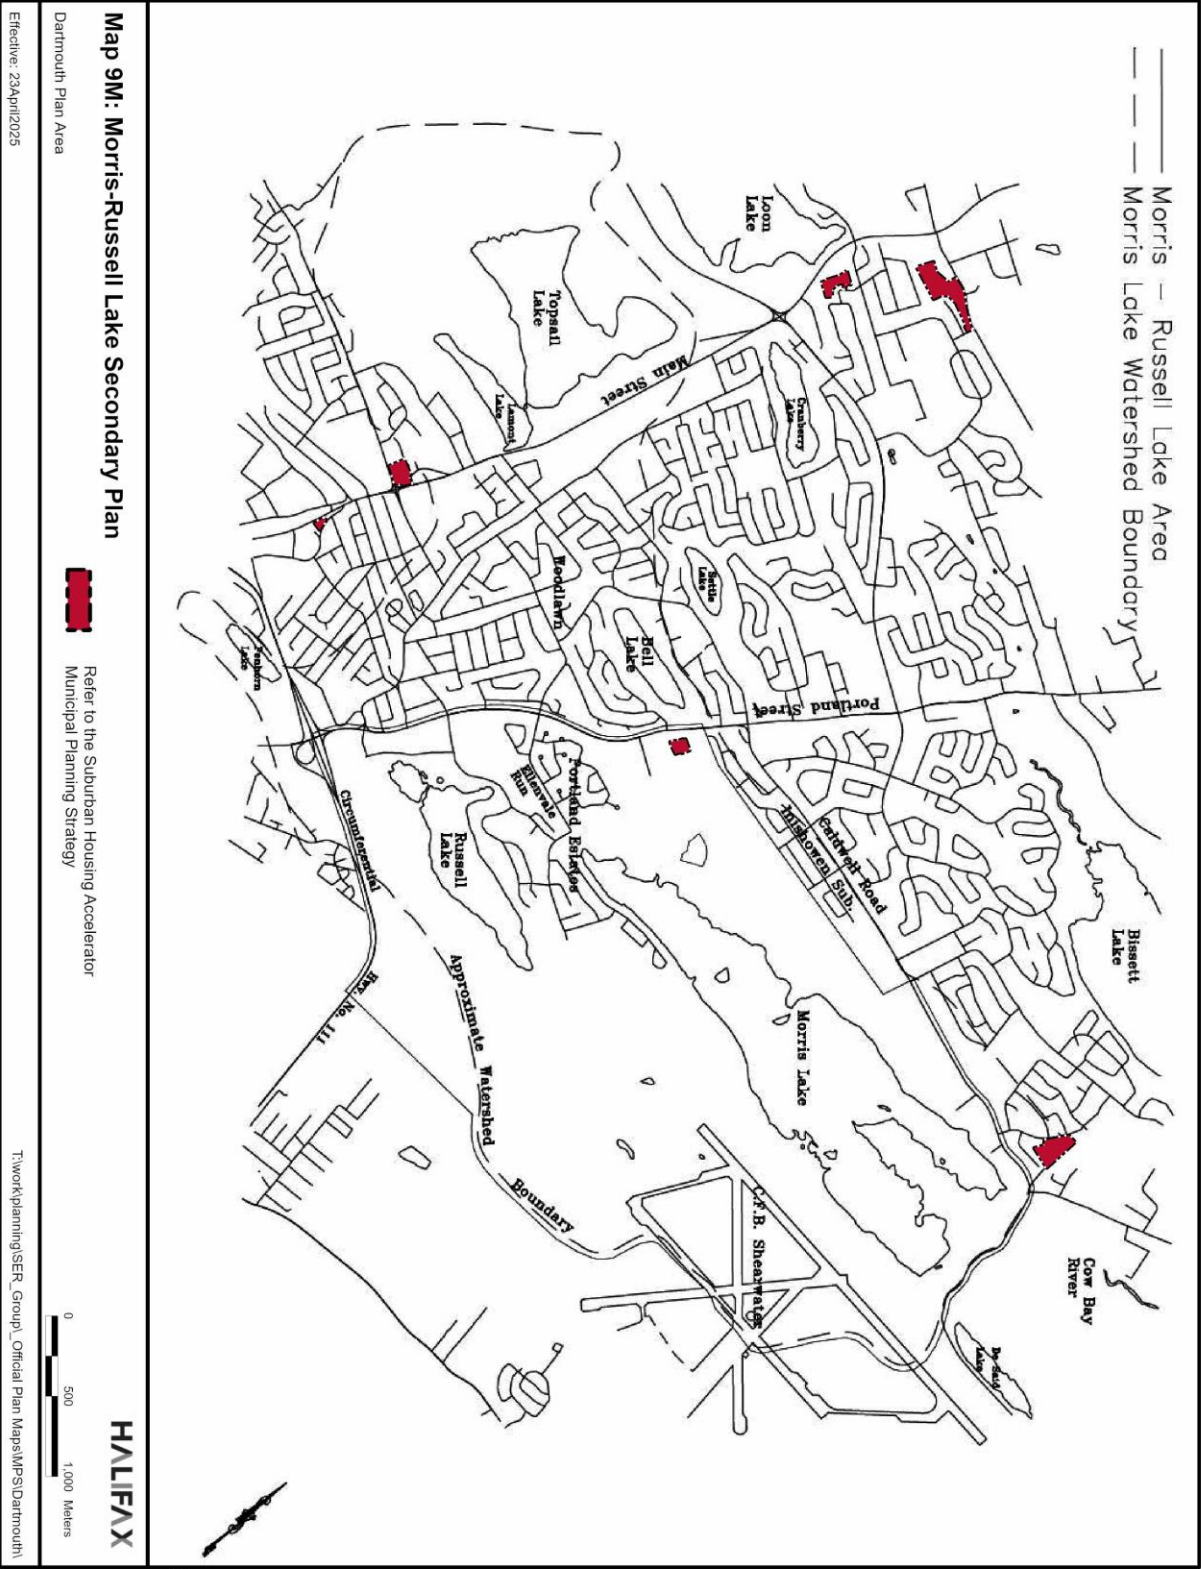 Morris – Russell Lake Area
Morris Lake Watershed Boundary
Loon
Lake
Topsail
Lake
Lamont
Lake
Main Street
Cranberry
Lake
Woodlawn
Settle
Lake
Bell
Lake
Penhorn
Lake
Portland Street
Portland Estates
Ellenvale
Run
Russell
Lake
Circumferential
Hwy. No. 111
Caldwell Road
Inishowen Sub.
Bissett
Lake
Morris Lake
Approximate Watershed
Boundary
C.F.B. Shearwater
Cow Bay
River
De Said
Lake
Map 9M: Morris-Russell Lake Secondary Plan
Dartmouth Plan Area
Effective: 23April2025
Refer to the Suburban Housing Accelerator
Municipal Planning Strategy
HALIFAX
0 500 1,000 Meters
T:\work\planning\SER_Group\_Official Plan Maps\MPS\Dartmouth\